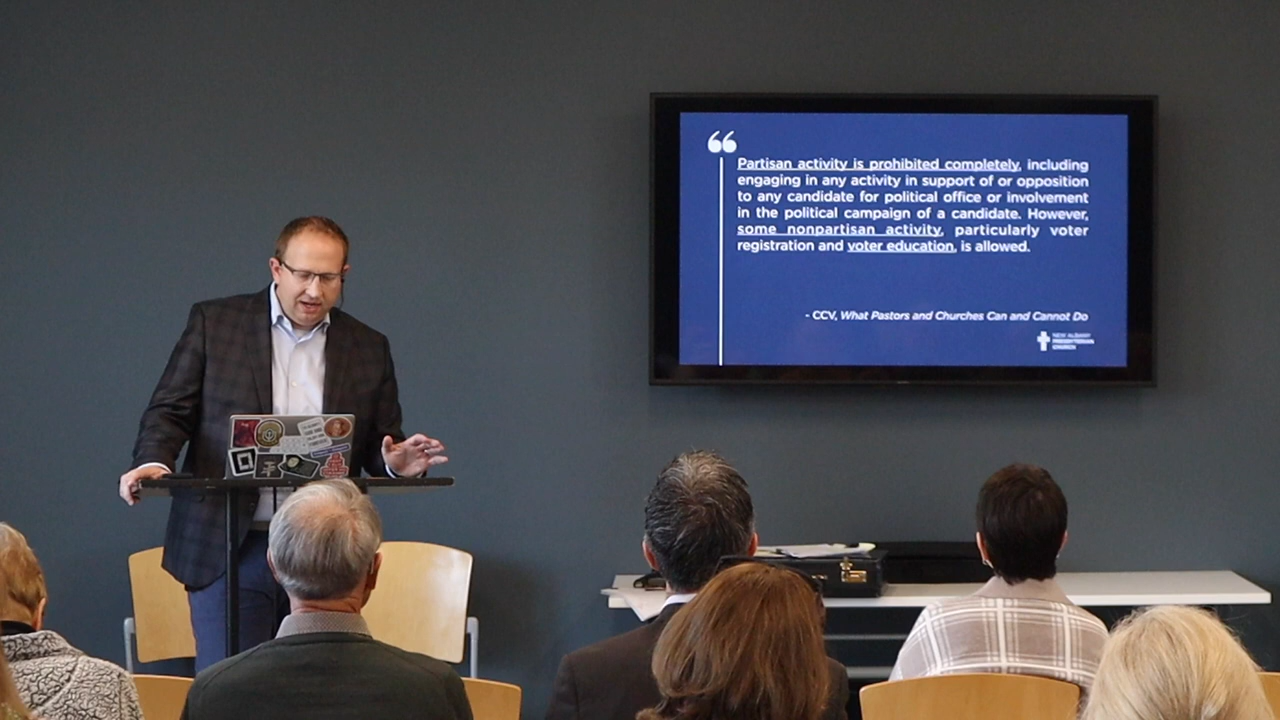 Partisan activity is prohibited completely, including
engaging in any activity in support of or opposition
to any candidate for political office or involvement
in the political campaign of a candidate. However,
some nonpartisan activity, particularly voter
registration and voter education, is allowed.
- CCV, What Pastors and Churches Can and Cannot Do
NEW ALBANY
PRESBYTERIAN
CHURCH